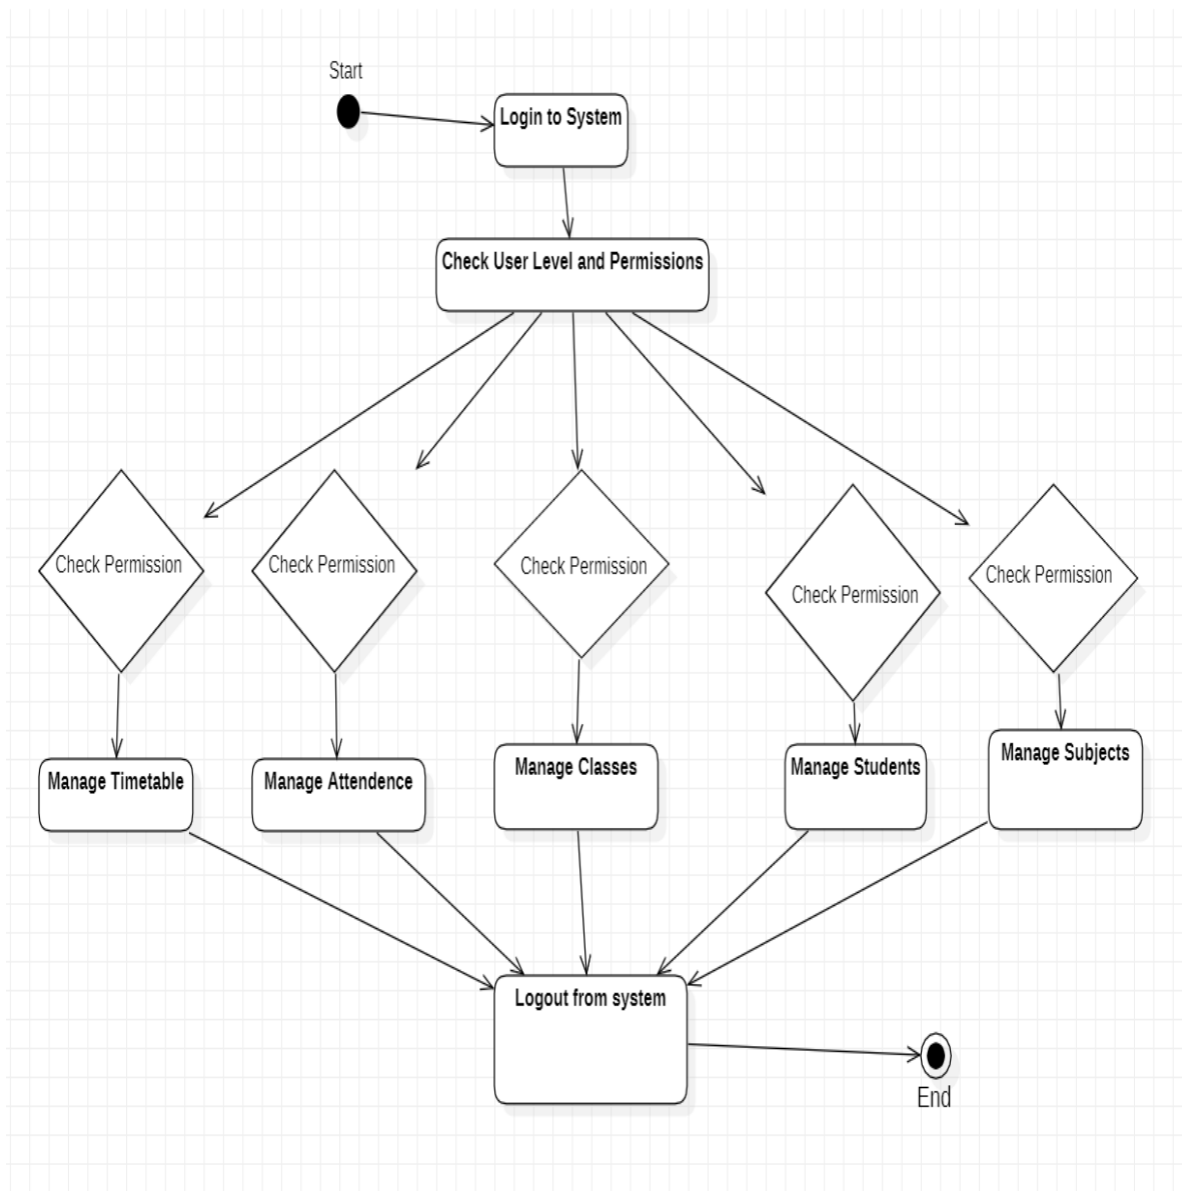 Start
Login to System
Check User Level and Permissions
Check Permission
Check Permission
Check Permission
Check Permission
Check Permission
Manage Timetable
Manage Attendence
Manage Classes
Manage Students
Manage Subjects
Logout from system
End